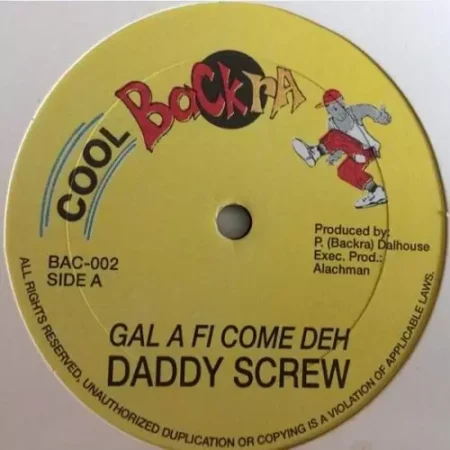 COOL
BaCkrA
BAC-002
SIDE A
Produced by:
P. (Backra) Dalhouse
Exec. Prod.:
Alachman
GAL A FI COME DEH
DADDY SCREW
ALL RIGHTS RESERVED, UNAUTHORIZED DUPLICATION OR COPYING IS A VIOLATION OF APPLICABLE LAWS.